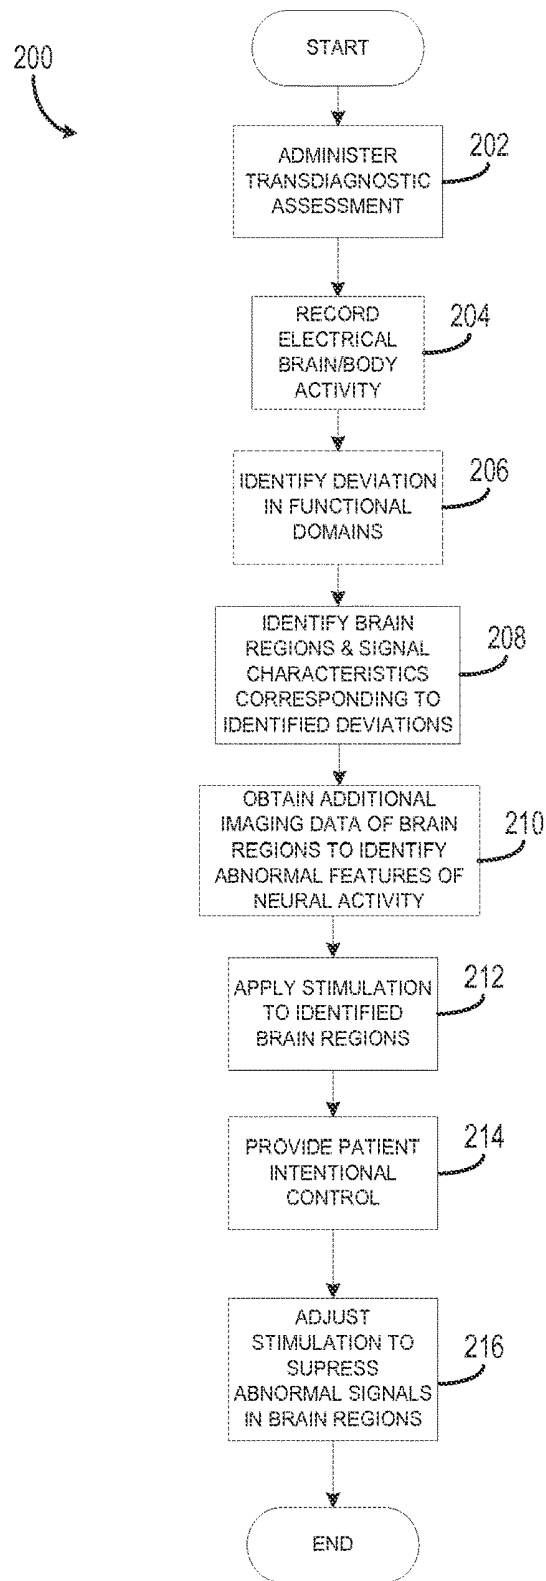 200
START
ADMINISTER
TRANSDIAGNOSTIC
ASSESSMENT
202
RECORD
ELECTRICAL
BRAIN/BODY
ACTIVITY
204
IDENTIFY DEVIATION
IN FUNCTIONAL
DOMAINS
206
IDENTIFY BRAIN
REGIONS & SIGNAL
CHARACTERISTICS
CORRESPONDING TO
IDENTIFIED DEVIATIONS
208
OBTAIN ADDITIONAL
IMAGING DATA OF BRAIN
REGIONS TO IDENTIFY
ABNORMAL FEATURES OF
NEURAL ACTIVITY
210
APPLY STIMULATION
TO IDENTIFIED
BRAIN REGIONS
212
PROVIDE PATIENT
INTENTIONAL
CONTROL
214
ADJUST
STIMULATION TO
SUPRESS
ABNORMAL SIGNALS
IN BRAIN REGIONS
216
END